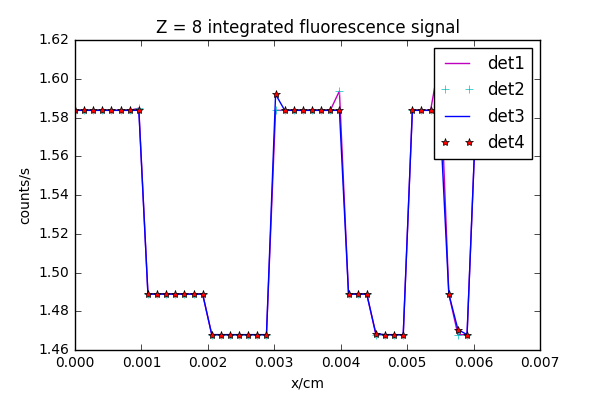 Z = 8 integrated fluorescence signal
1.62
1.60
1.58
1.56
1.54
1.52
1.50
1.48
1.46
counts/s
det1
det2
det3
det4
0.000 0.001 0.002 0.003 0.004 0.005 0.006 0.007
x/cm